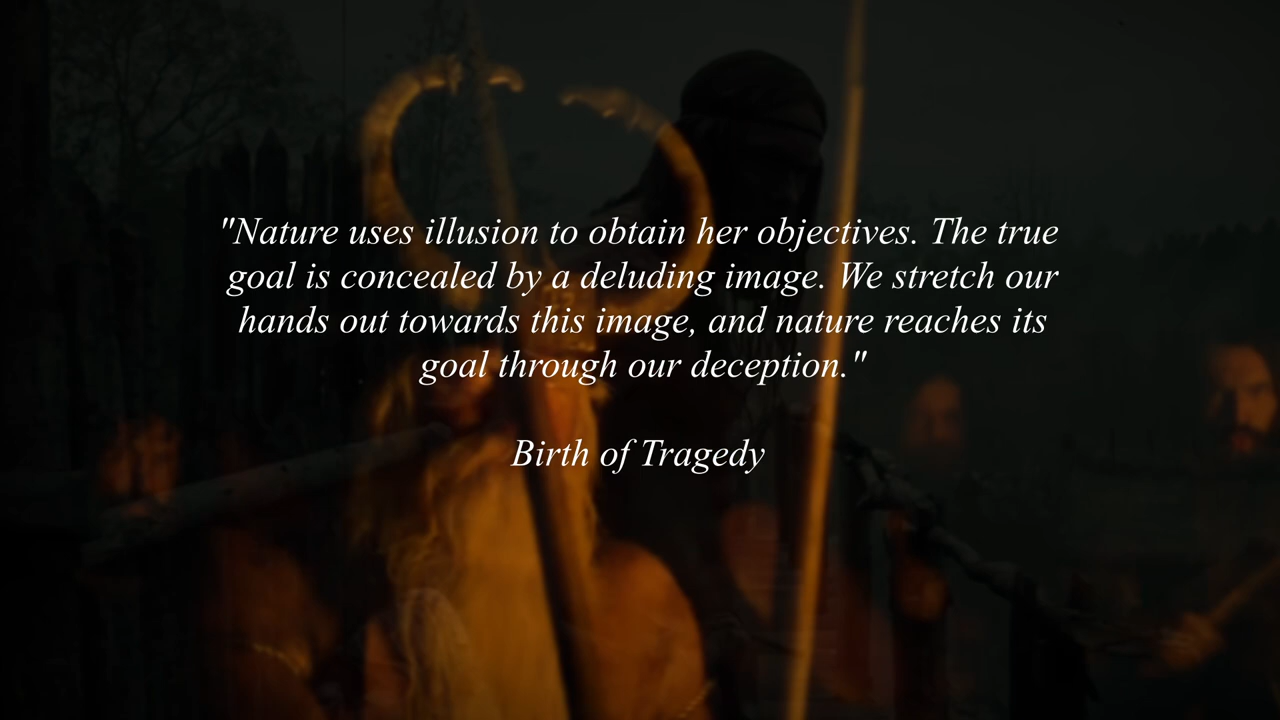 "Nature uses illusion to obtain her objectives. The true
goal is concealed by a deluding image. We stretch our
hands out towards this image, and nature reaches its
goal through our deception."
Birth of Tragedy